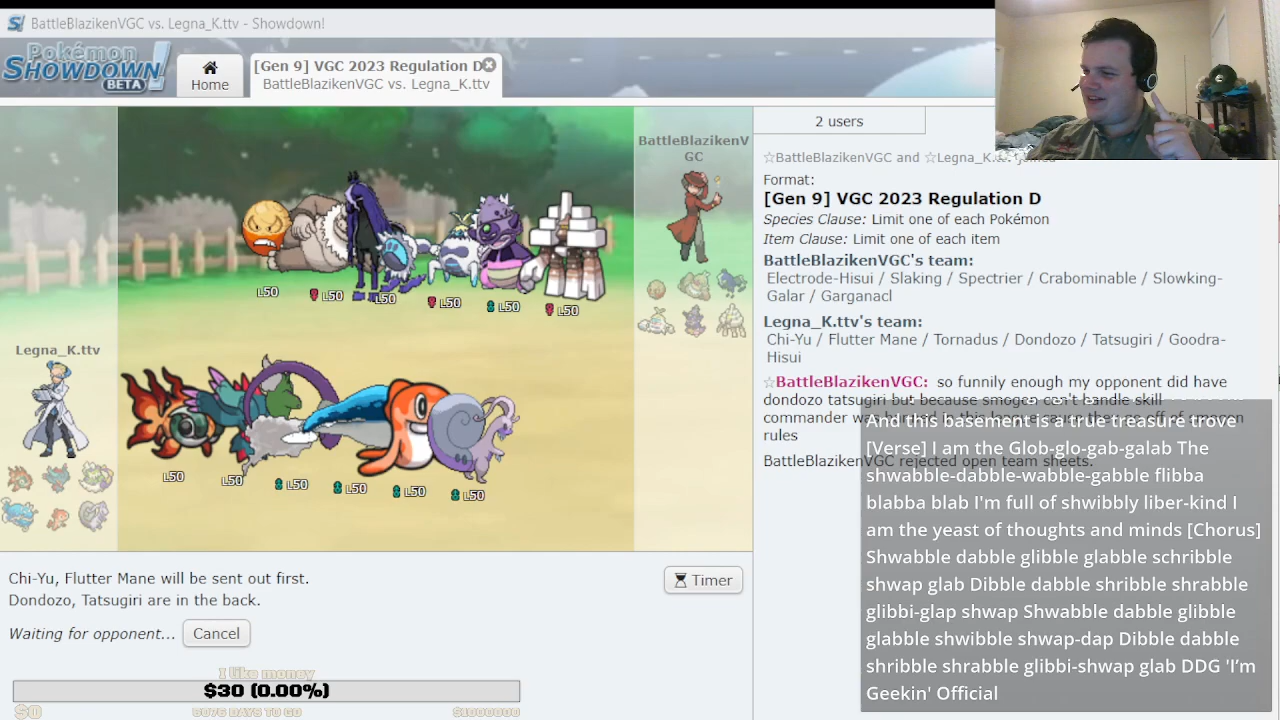 BattleBlazikenVGC vs. Legna_K.ttv - Showdown!
Pokémon
SHOWDOWN!
BETA
Home
[Gen 9] VGC 2023 Regulation D
BattleBlazikenVGC vs. Legna_K.ttv
2 users
BattleBlazikenV
GC
☆BattleBlazikenVGC and ☆Legna_K.ttv joined
Format:
[Gen 9] VGC 2023 Regulation D
Species Clause: Limit one of each Pokémon
Item Clause: Limit one of each item
BattleBlazikenVGC's team:
Electrode-Hisui / Slaking / Spectrier / Crabominable / Slowking-
Galar / Garganacl
Legna_K.ttv's team:
Chi-Yu / Flutter Mane / Tornadus / Dondozo / Tatsugiri / Goodra-
Hisui
☆BattleBlazikenVGC: so funnily enough my opponent did have
dondozo tatsugiri but because smogon can't handle skill
commander
rules
BattleBlazikenVGC rejected open team sheets.
L50
L50
L50
L50
L50
L50
Legna_K.ttv
L50
L50
L50
L50
L50
L50
And this basement is a true treasure trove
[Verse] I am the Glob-glo-gab-galab The
shwabble-dabble-wabble-gabble flibba
blabba blab I'm full of shwibbly liber-kind I
am the yeast of thoughts and minds [Chorus]
Shwabble dabble glibble glabble schribble
shwap glab Dibble dabble shribble shrabble
glibbi-glap shwap Shwabble dabble glibble
glabble shwibble shwap-dap Dibble dabble
shribble shrabble glibbi-shwap glab DDG 'I'm
Geekin' Official
Chi-Yu, Flutter Mane will be sent out first.
Dondozo, Tatsugiri are in the back.
Timer
Waiting for opponent...
Cancel
I like money
$30 (0.00%)
$0
6075 DAYS TO GO
$1000000